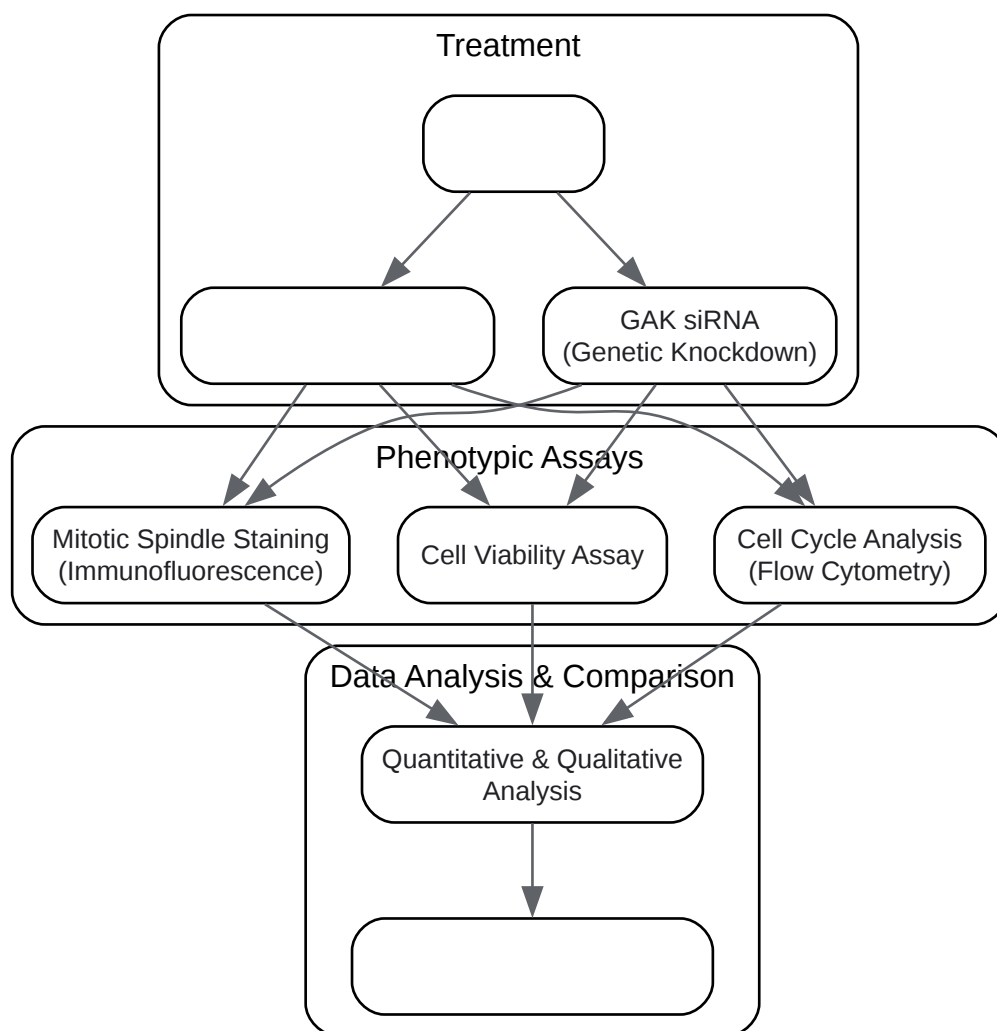 Treatment
GAK siRNA
(Genetic Knockdown)
Phenotypic Assays
Mitotic Spindle Staining
(Immunofluorescence)
Cell Viability Assay
Cell Cycle Analysis
(Flow Cytometry)
Data Analysis & Comparison
Quantitative & Qualitative
Analysis